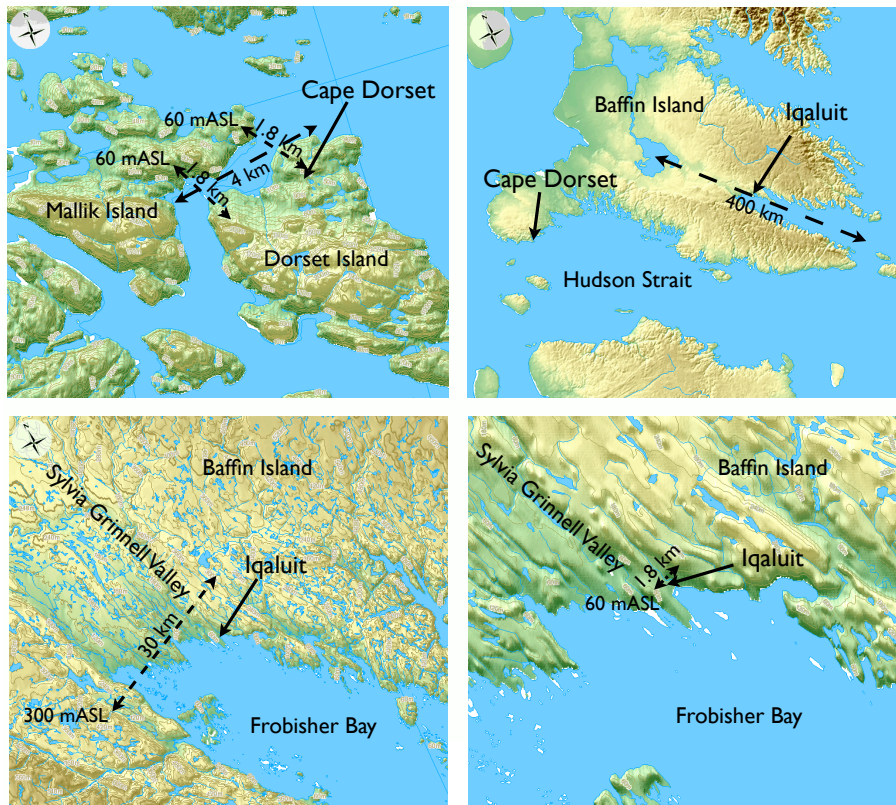 Cape Dorset
60 mASL
1.8 km
60 mASL
1.8 km
4 km
Mallik Island
Dorset Island
Baffin Island
Iqaluit
Cape Dorset
400 km
Hudson Strait
Baffin Island
Sylvia Grinnell Valley
Iqaluit
30 km
300 mASL
Frobisher Bay
Baffin Island
Sylvia Grinnell Valley
1.8 km
Iqaluit
60 mASL
Frobisher Bay